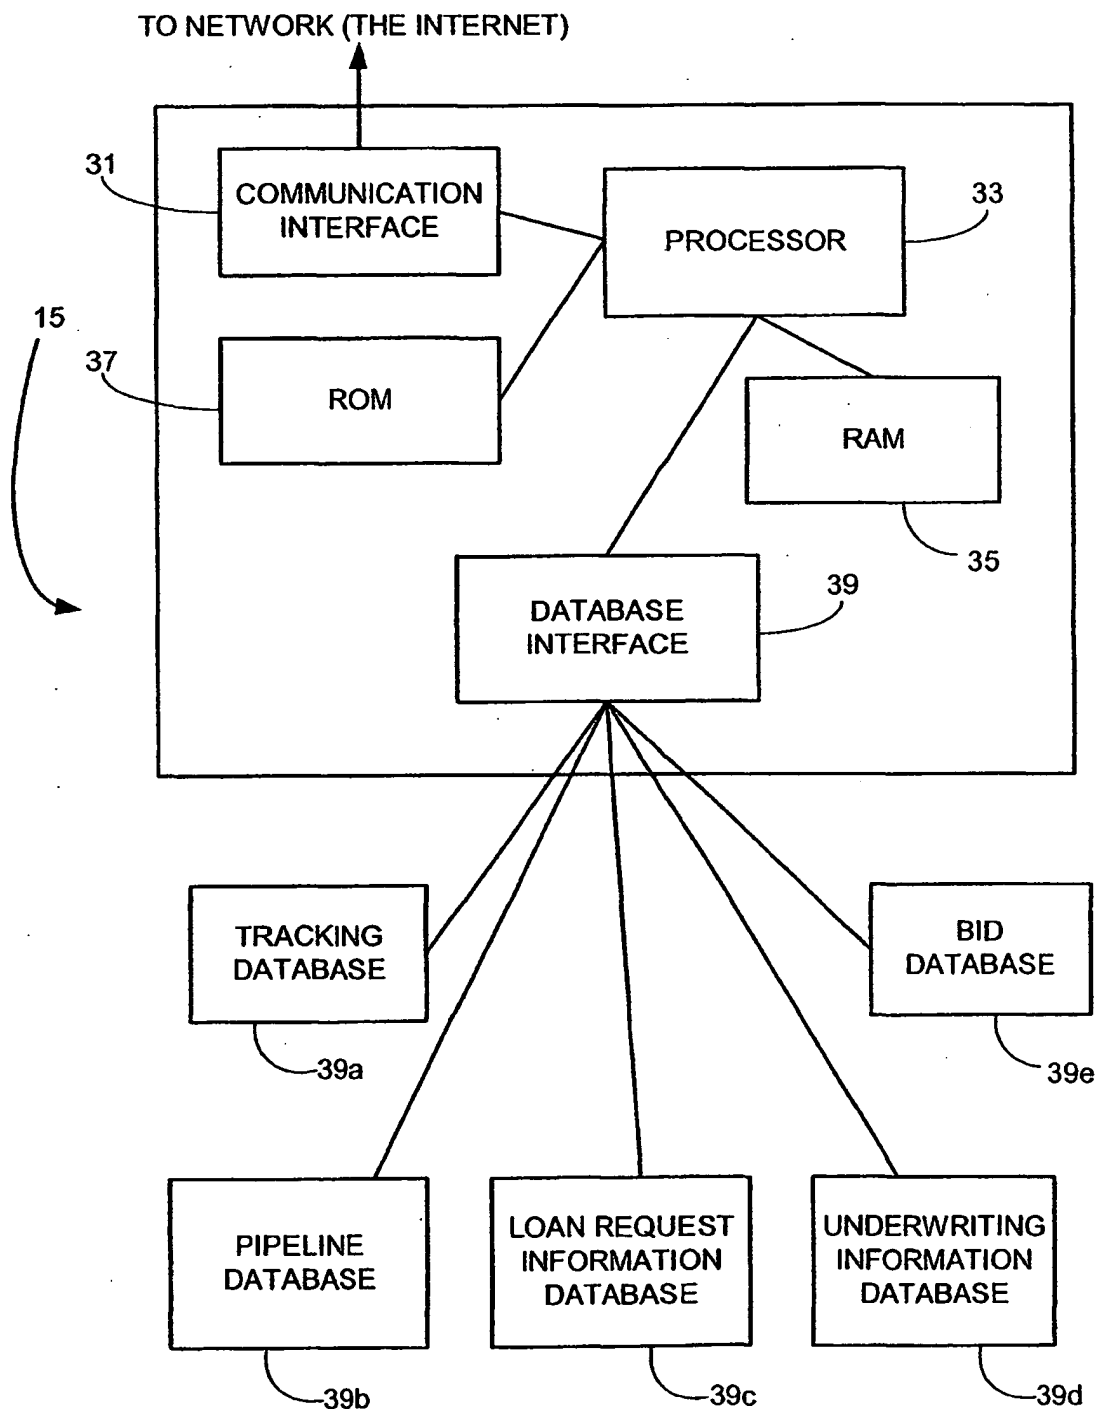 TO NETWORK (THE INTERNET)
31
COMMUNICATION
INTERFACE
PROCESSOR
33
15
37
ROM
RAM
35
DATABASE
INTERFACE
39
TRACKING
DATABASE
39a
BID
DATABASE
39e
PIPELINE
DATABASE
39b
LOAN REQUEST
INFORMATION
DATABASE
39c
UNDERWRITING
INFORMATION
DATABASE
39d